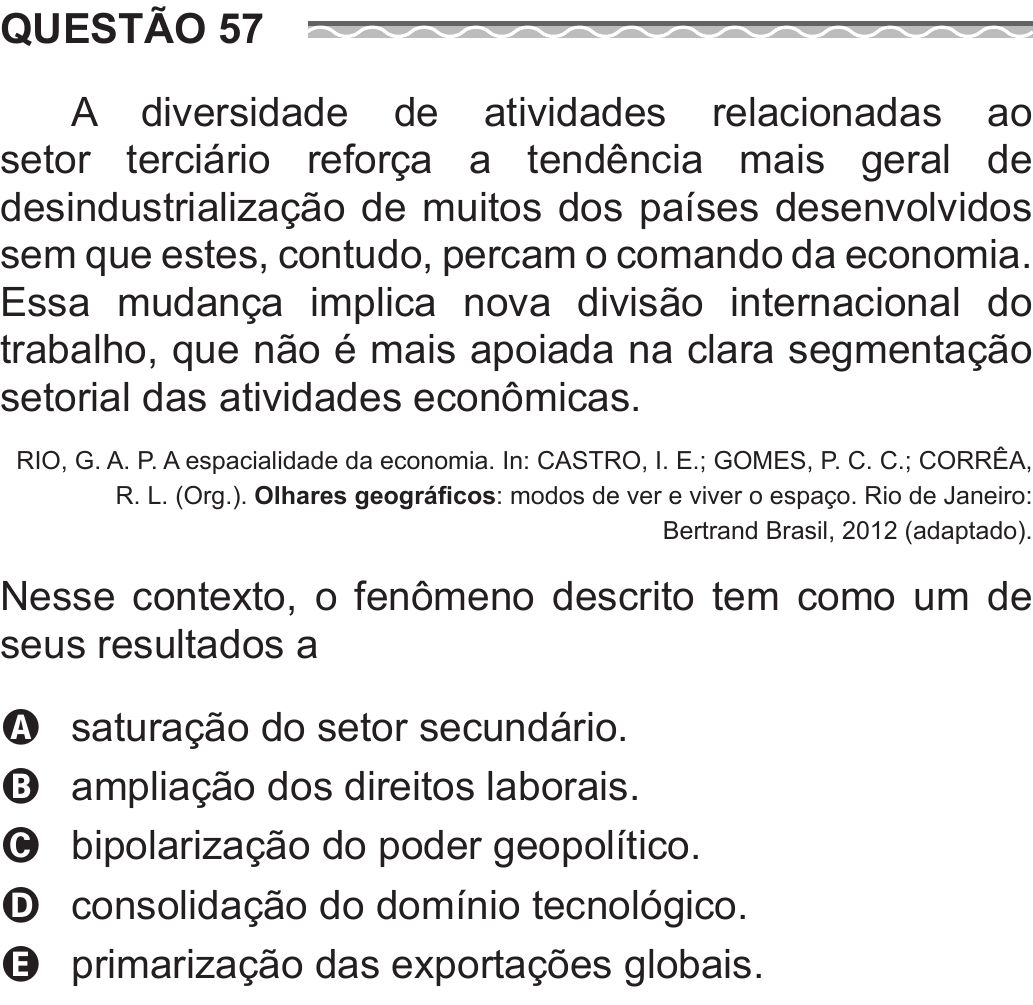 QUESTÃO 57
A diversidade de atividades relacionadas ao
setor terciário reforça a tendência mais geral de
desindustrialização de muitos dos países desenvolvidos
sem que estes, contudo, percam o comando da economia.
Essa mudança implica nova divisão internacional do
trabalho, que não é mais apoiada na clara segmentação
setorial das atividades econômicas.
RIO, G. A. P. A espacialidade da economia. In: CASTRO, I. E.; GOMES, P. C. C.; CORRÊA,
R. L. (Org.). Olhares geográficos: modos de ver e viver o espaço. Rio de Janeiro:
Bertrand Brasil, 2012 (adaptado).
Nesse contexto, o fenômeno descrito tem como um de
seus resultados a
A saturação do setor secundário.
B ampliação dos direitos laborais.
C bipolarização do poder geopolítico.
D consolidação do domínio tecnológico.
E primarização das exportações globais.